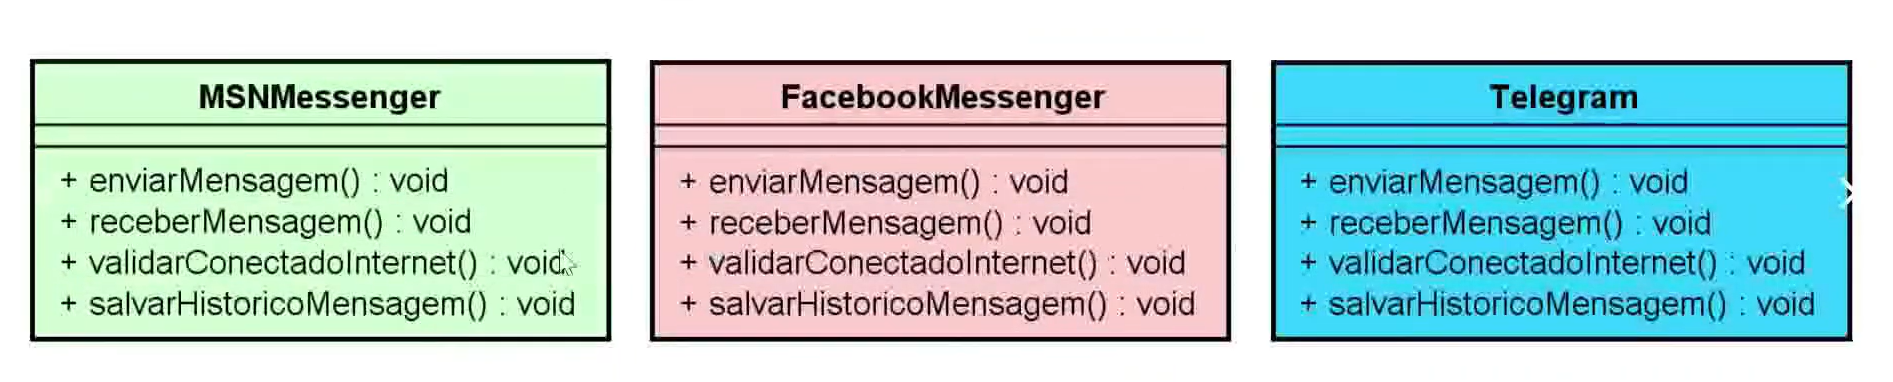 MSNMessenger
+ enviarMensagem() : void
+ receberMensagem() : void
+ validarConectadoInternet() : void
+ salvarHistoricoMensagem() : void
FacebookMessenger
+ enviarMensagem() : void
+ receberMensagem() : void
+ validarConectadoInternet() : void
+ salvarHistoricoMensagem() : void
Telegram
+ enviarMensagem() : void
+ receberMensagem() : void
+ validarConectadoInternet() : void
+ salvarHistoricoMensagem() : void